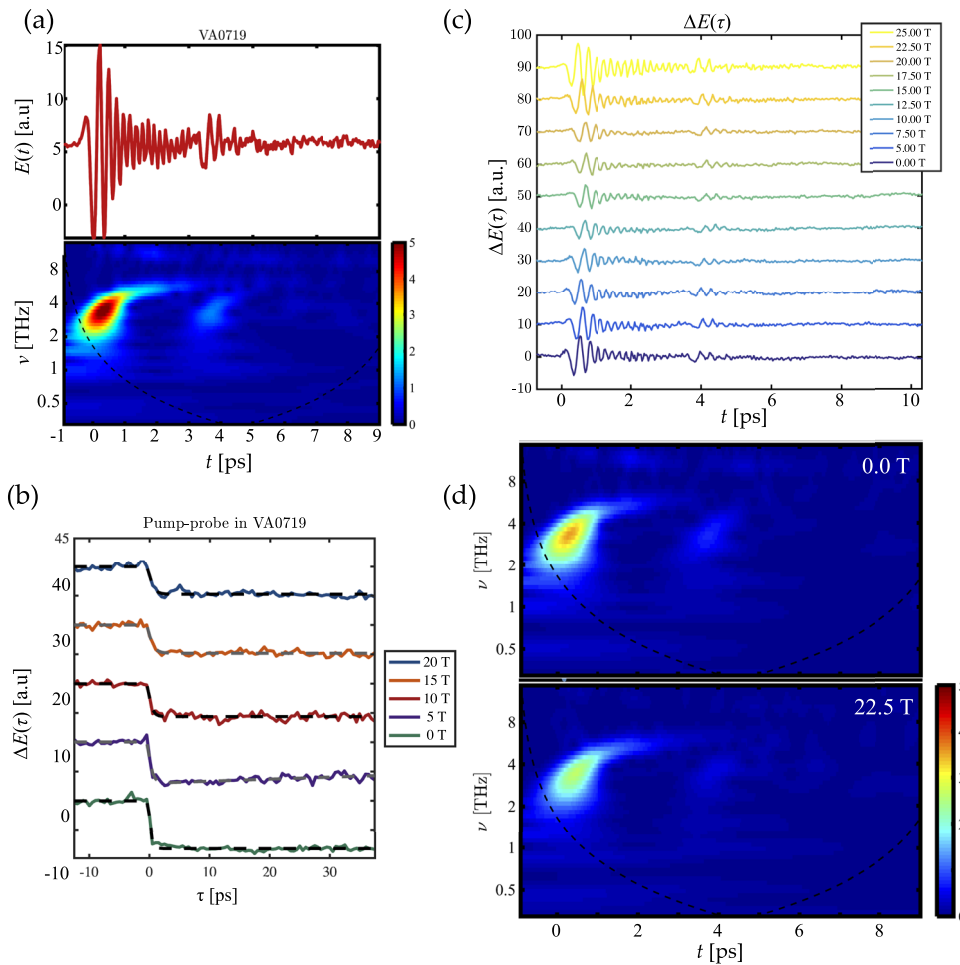 (a)
VA0719
15
10
5
0
E(t) [a.u]
8
4
2
1
0.5
ν [THz]
-1 0 1 2 3 4 5 6 7 8 9
t [ps]
5
4
3
2
1
0
(b)
Pump-probe in VA0719
45
40
30
20
10
0
-10
ΔE(τ) [a.u]
-10 0 10 20 30
τ [ps]
20 T
15 T
10 T
5 T
0 T
(c)
ΔE(τ)
100
90
80
70
60
50
40
30
20
10
0
-10
ΔE(τ) [a.u.]
0 2 4 6 8 10
t [ps]
25.00 T
22.50 T
20.00 T
17.50 T
15.00 T
12.50 T
10.00 T
7.50 T
5.00 T
0.00 T
(d)
0.0 T
8
4
2
1
0.5
ν [THz]
22.5 T
8
4
2
1
0.5
ν [THz]
0 2 4 6 8
t [ps]